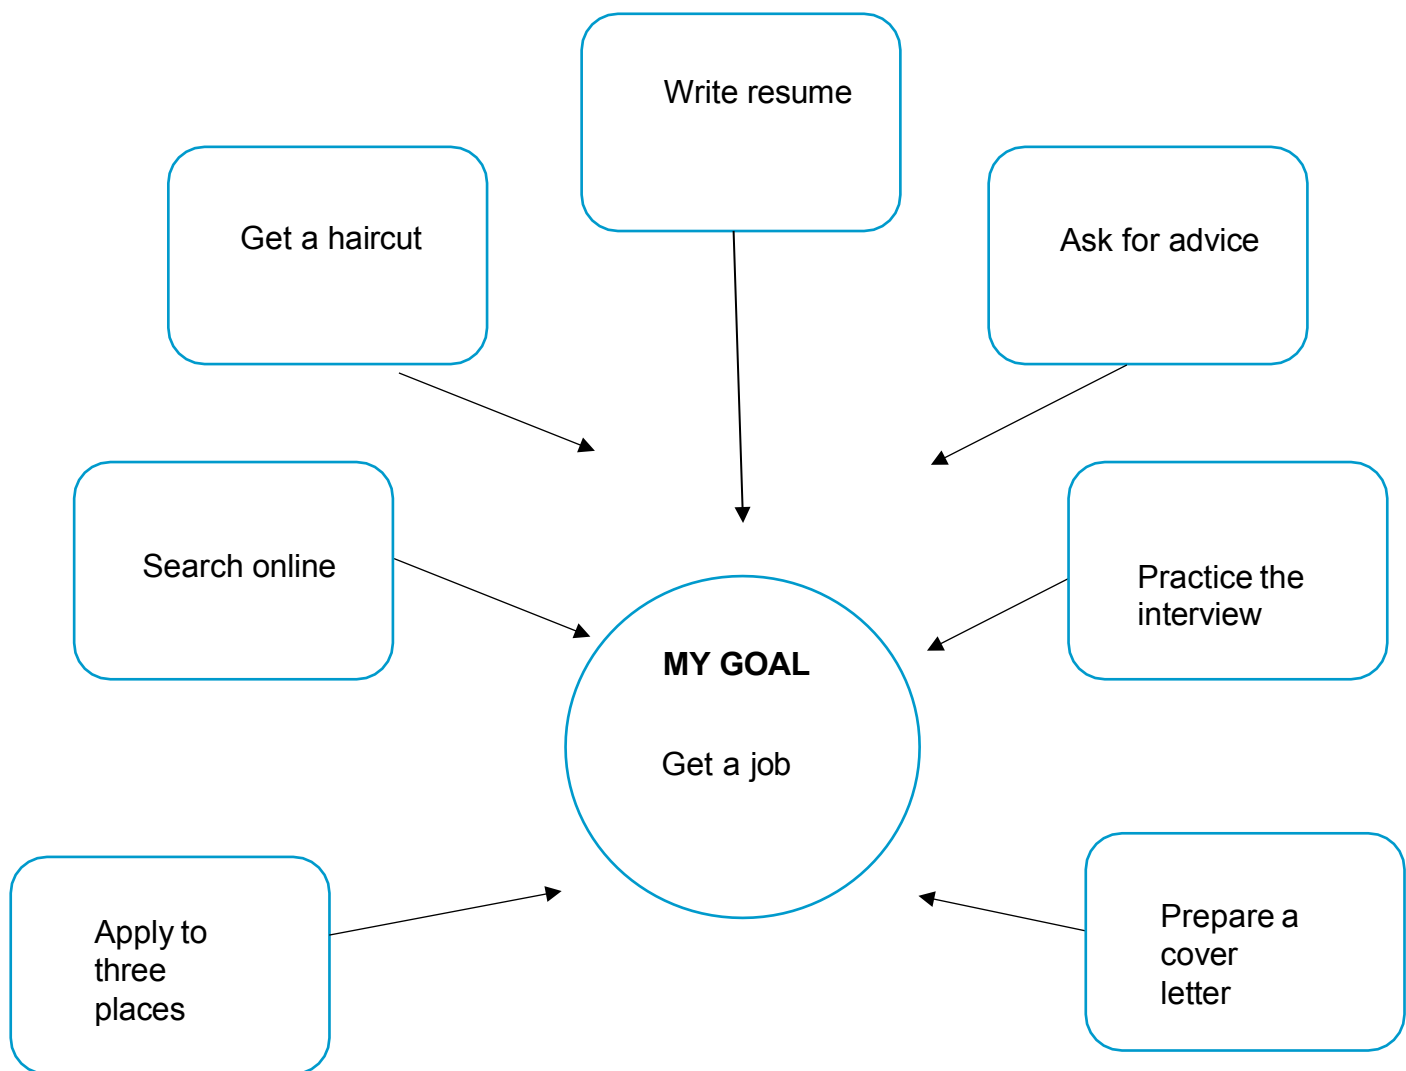 Write resume
Get a haircut
Ask for advice
Search online
Practice the
interview
MY GOAL
Get a job
Apply to
three
places
Prepare a
cover
letter